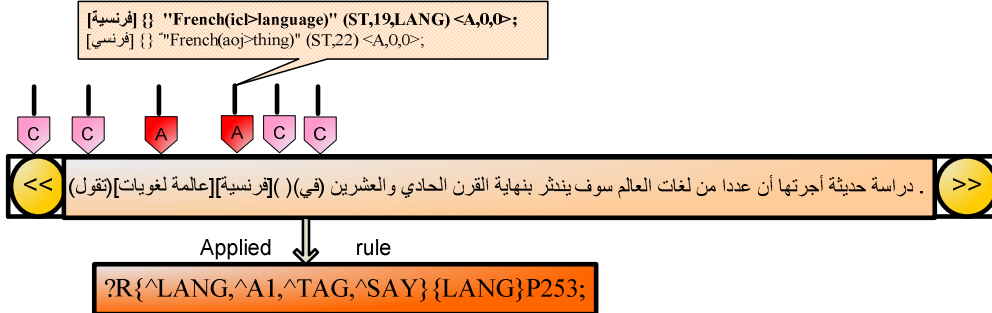 [فرنسية] {} "French(icl>language)" (ST,19,LANG) <A,0,0>;
[فرنسي] {} "French(aoj>thing)" (ST,22) <A,0,0>;
C C A A C C
<< (تقول)[عالمة لغويات][فرنسية]( )(في) دراسة حديثة أجرتها أن عددا من لغات العالم سوف يندثر بنهاية القرن الحادي والعشرين . >>
Applied rule
?R{^LANG,^A1,^TAG,^SAY}{LANG}P253;